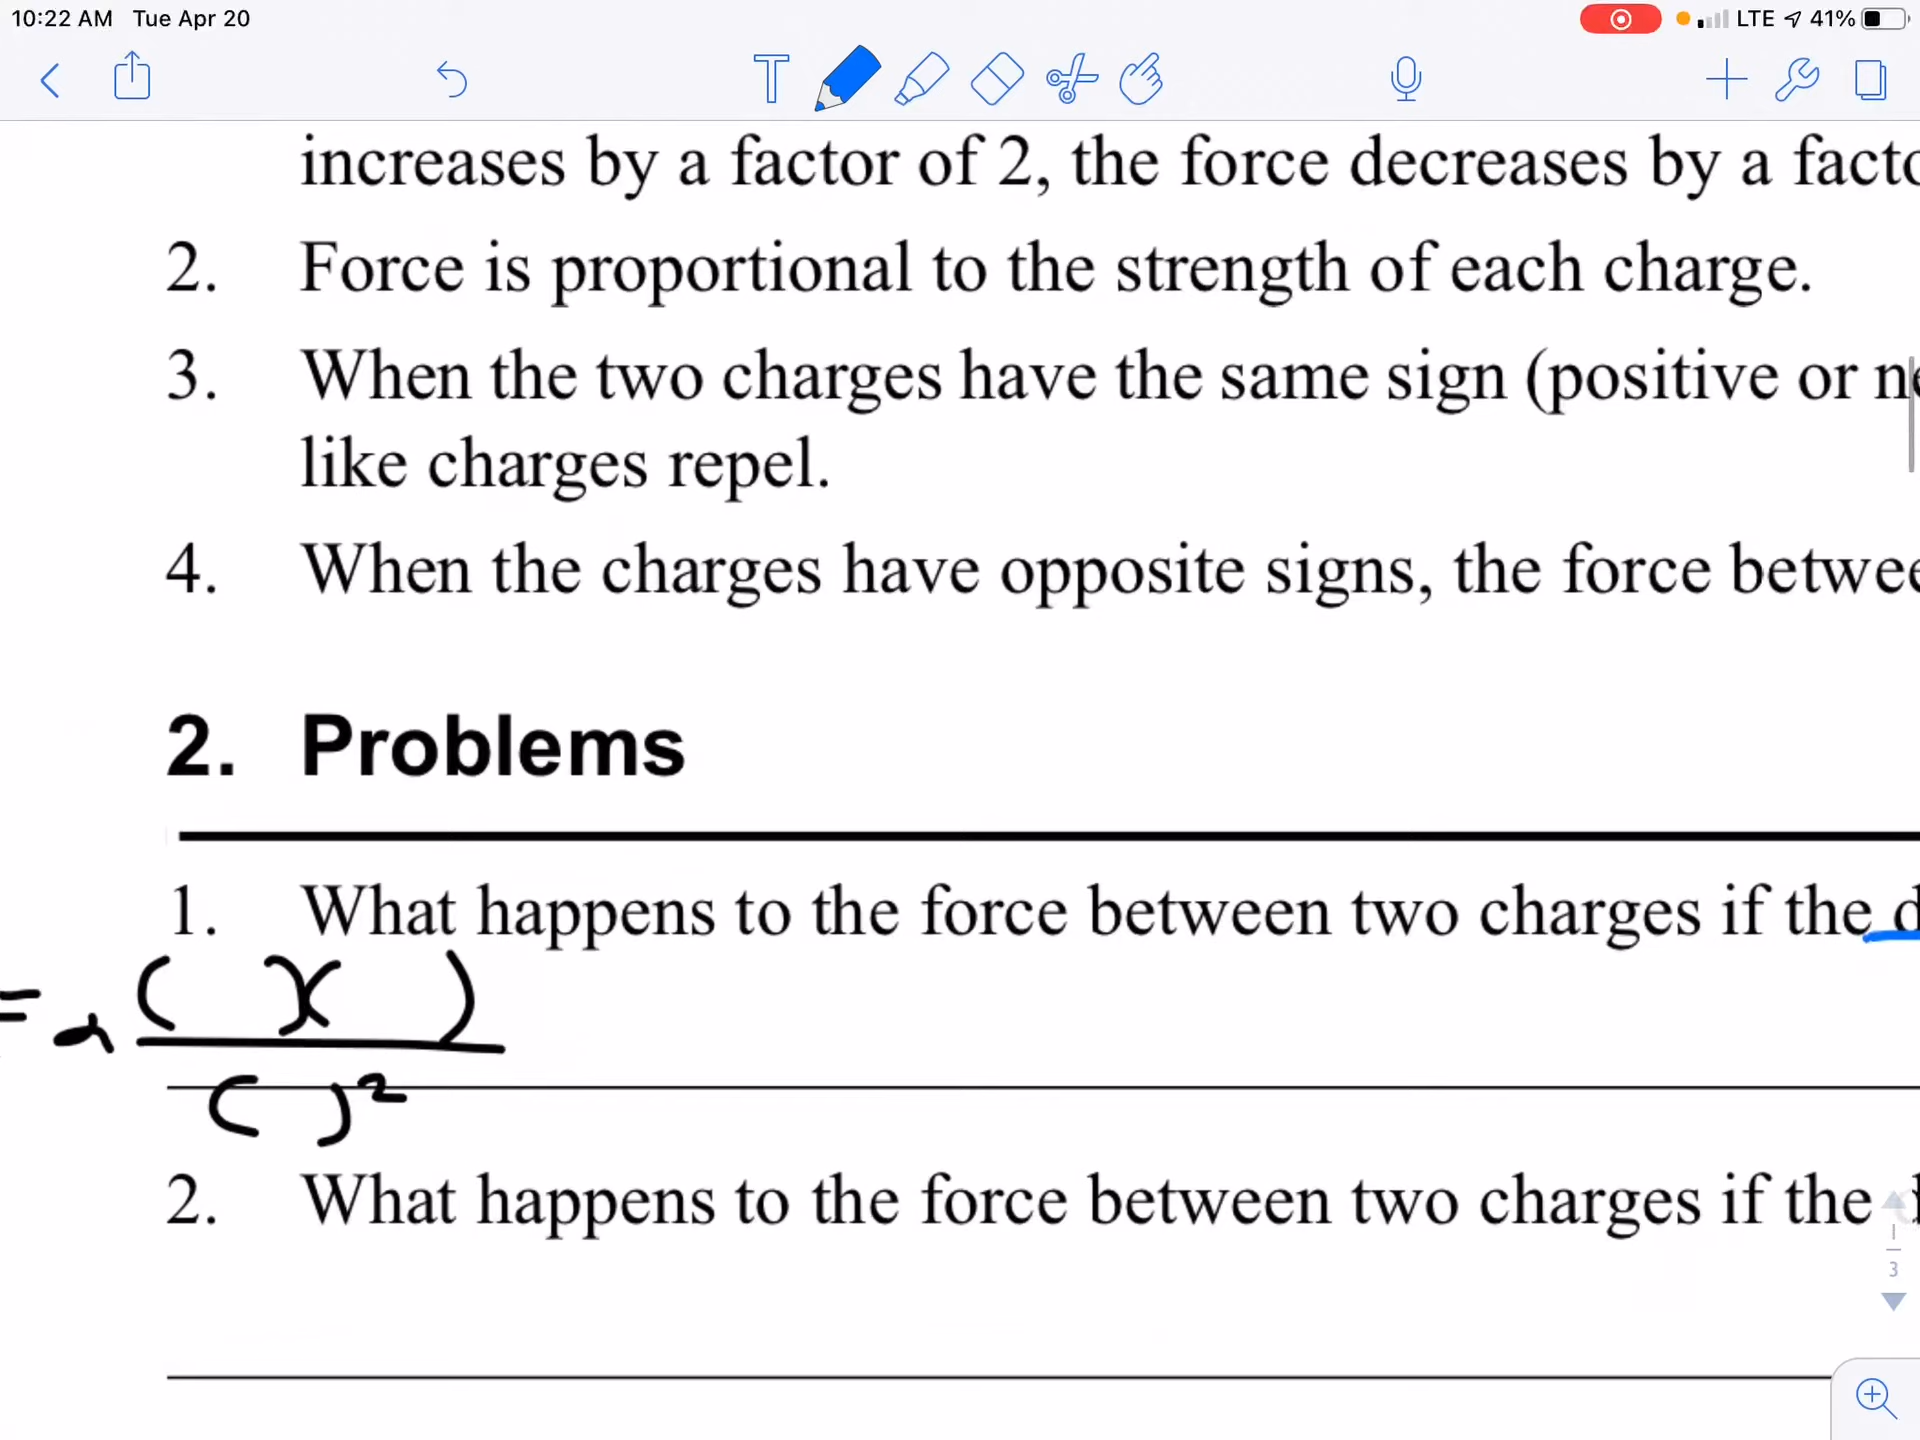 10:22 AM Tue Apr 20
LTE 41%
T
increases by a factor of 2, the force decreases by a
2. Force is proportional to the strength of each charge.
3. When the two charges have the same sign (positive or
like charges repel.
4. When the charges have opposite signs, the force
2. Problems
1. What happens to the force between two charges if the
= ( )( )
( )²
2. What happens to the force between two charges if the
1
3